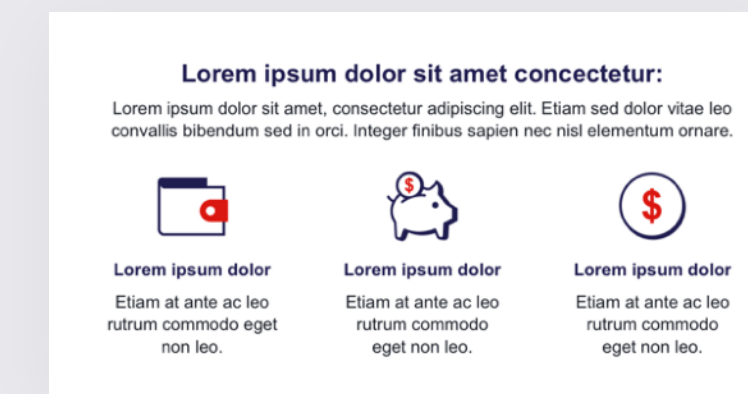 Lorem ipsum dolor sit amet concectetur:
Lorem ipsum dolor sit amet, consectetur adipiscing elit. Etiam sed dolor vitae leo
convallis bibendum sed in orci. Integer finibus sapien nec nisl elementum ornare.
$
$
Lorem ipsum dolor
Etiam at ante ac leo
rutrum commodo eget
non leo.
Lorem ipsum dolor
Etiam at ante ac leo
rutrum commodo
eget non leo.
Lorem ipsum dolor
Etiam at ante ac leo
rutrum commodo
eget non leo.